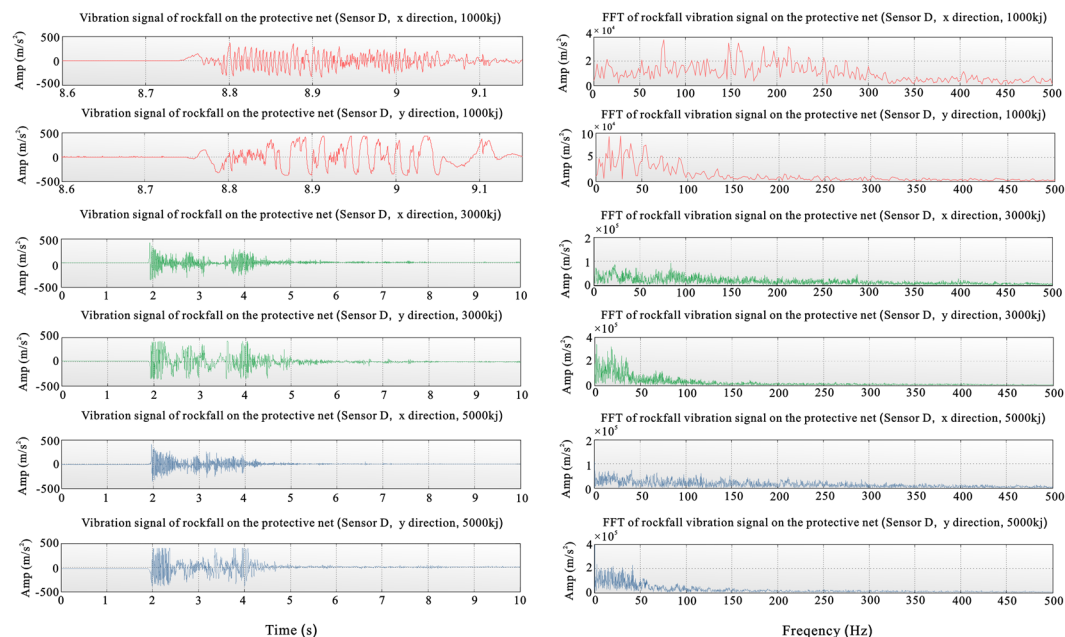 Vibration signal of rockfall on the protective net (Sensor D, x direction, 1000kj)
Amp (m/s²)
500
0
-500
8.6 8.7 8.8 8.9 9 9.1
Vibration signal of rockfall on the protective net (Sensor D, y direction, 1000kj)
Amp (m/s²)
500
0
-500
8.6 8.7 8.8 8.9 9 9.1
Vibration signal of rockfall on the protective net (Sensor D, x direction, 3000kj)
Amp (m/s²)
500
0
-500
0 1 2 3 4 5 6 7 8 9 10
Vibration signal of rockfall on the protective net (Sensor D, y direction, 3000kj)
Amp (m/s²)
500
0
-500
0 1 2 3 4 5 6 7 8 9 10
Vibration signal of rockfall on the protective net (Sensor D, x direction, 5000kj)
Amp (m/s²)
500
0
-500
0 1 2 3 4 5 6 7 8 9 10
Vibration signal of rockfall on the protective net (Sensor D, y direction, 5000kj)
Amp (m/s²)
500
0
-500
0 1 2 3 4 5 6 7 8 9 10
Time (s)
FFT of rockfall vibration signal on the protective net (Sensor D, x direction, 1000kj)
×10⁴
Amp (m/s²)
4
2
0
0 50 100 150 200 250 300 350 400 450 500
FFT of rockfall vibration signal on the protective net (Sensor D, y direction, 1000kj)
×10⁴
Amp (m/s²)
10
5
0
0 50 100 150 200 250 300 350 400 450 500
FFT of rockfall vibration signal on the protective net (Sensor D, x direction, 3000kj)
×10⁵
Amp (m/s²)
2
1
0
0 50 100 150 200 250 300 350 400 450 500
FFT of rockfall vibration signal on the protective net (Sensor D, y direction, 3000kj)
×10⁵
Amp (m/s²)
4
2
0
0 50 100 150 200 250 300 350 400 450 500
FFT of rockfall vibration signal on the protective net (Sensor D, x direction, 5000kj)
×10⁵
Amp (m/s²)
2
1
0
0 50 100 150 200 250 300 350 400 450 500
FFT of rockfall vibration signal on the protective net (Sensor D, y direction, 5000kj)
×10⁵
Amp (m/s²)
4
2
0
0 50 100 150 200 250 300 350 400 450 500
Freqency (Hz)